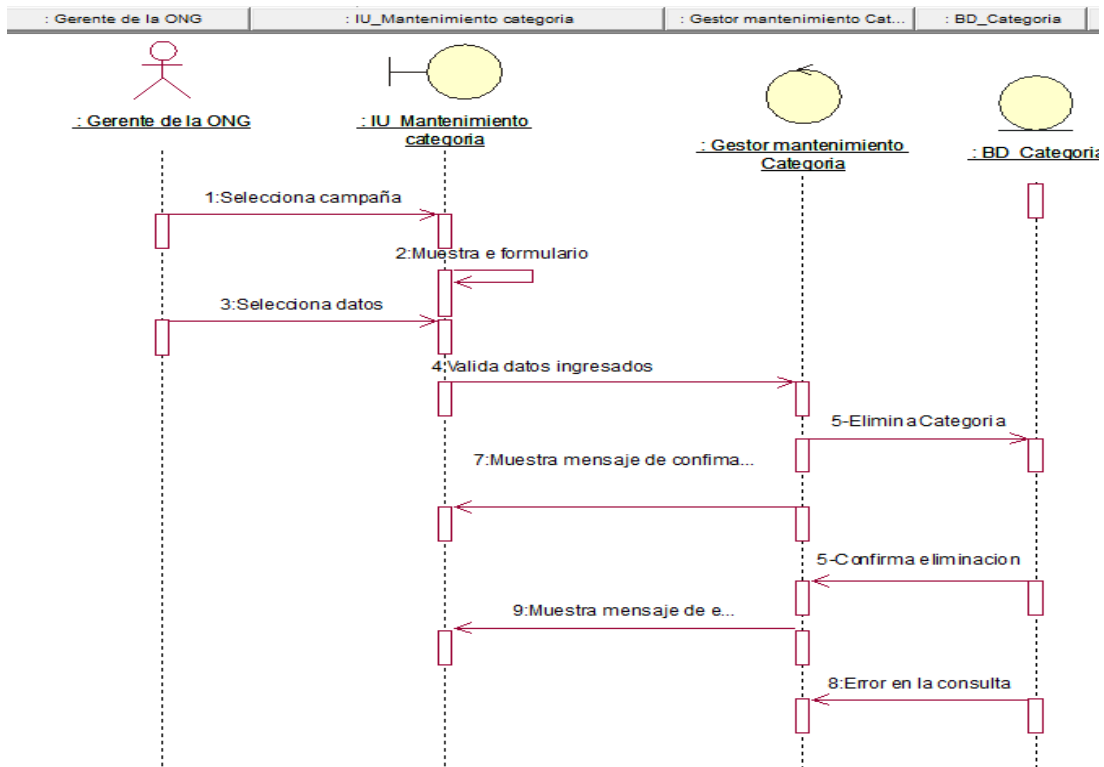 : Gerente de la ONG
: IU_Mantenimiento categoria
: Gestor mantenimiento Cat...
: BD_Categoria
: Gerente de la ONG
: IU_Mantenimiento
categoria
: Gestor mantenimiento
Categoria
: BD_Categoria
1:Selecciona campaña
2:Muestra e formulario
3:Selecciona datos
4:Valida datos ingresados
5-Elimina Categoria
7:Muestra mensaje de confima...
5-Confirma eliminacion
9:Muestra mensaje de e...
8:Error en la consulta